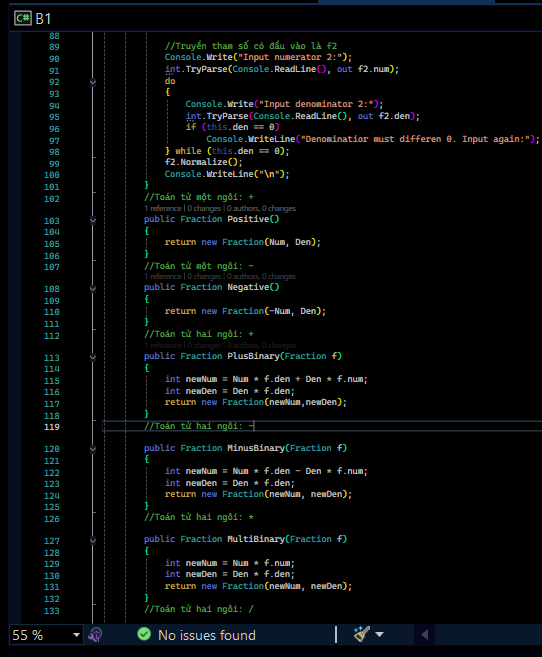 C# B1
88
89 //Truyền tham số có đầu vào là f2
90 Console.Write("Input numerator 2:");
91 int.TryParse(Console.ReadLine(), out f2.num);
92 do
93 {
94 Console.Write("Input denominator 2:");
95 int.TryParse(Console.ReadLine(), out f2.den);
96 if (this.den == 0)
97 Console.WriteLine("Denominatior must differen 0. Input again:");
98 } while (this.den == 0);
99 f2.Normalize();
100 Console.WriteLine("\n");
101 }
102 //Toán tử một ngôi: +
1 reference | 0 changes | 0 authors, 0 changes
103 public Fraction Positive()
104 {
105 return new Fraction(Num, Den);
106 }
107 //Toán tử một ngôi: -
1 reference | 0 changes | 0 authors, 0 changes
108 public Fraction Negative()
109 {
110 return new Fraction(-Num, Den);
111 }
112 //Toán tử hai ngôi: +
1 reference | 0 changes | 0 authors, 0 changes
113 public Fraction PlusBinary(Fraction f)
114 {
115 int newNum = Num * f.den + Den * f.num;
116 int newDen = Den * f.den;
117 return new Fraction(newNum,newDen);
118 }
119 //Toán tử hai ngôi: -
120 public Fraction MinusBinary(Fraction f)
121 {
122 int newNum = Num * f.den - Den * f.num;
123 int newDen = Den * f.den;
124 return new Fraction(newNum, newDen);
125 }
126 //Toán tử hai ngôi: *
127 public Fraction MultiBinary(Fraction f)
128 {
129 int newNum = Num * f.num;
130 int newDen = Den * f.den;
131 return new Fraction(newNum, newDen);
132 }
133 //Toán tử hai ngôi: /
55 % No issues found